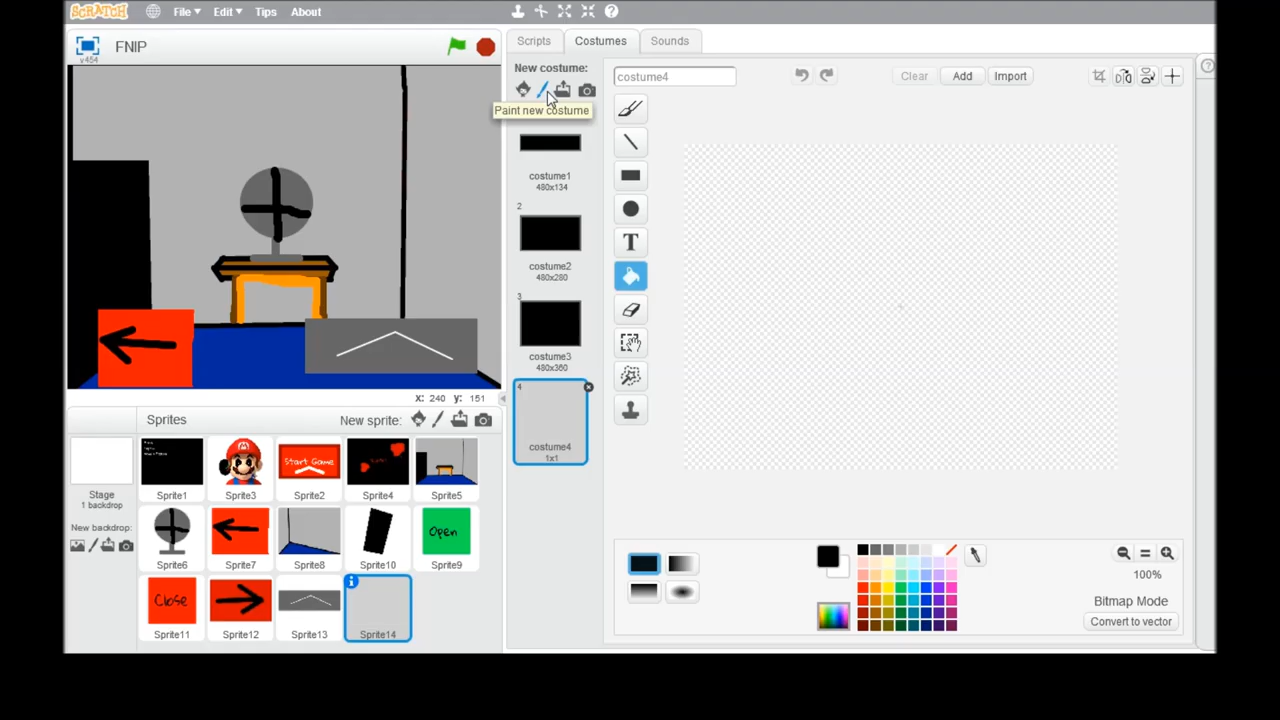 SCRATCH File Edit Tips About
v454 FNIP
Scripts Costumes Sounds
New costume:
Paint new costume
costume4 Clear Add Import
costume1
480x134
2
costume2
480x280
3
costume3
480x360
4
costume4
1x1
T
x: 240 y: 151
Sprites New sprite:
Stage
1 backdrop
New backdrop:
Start Game
Sprite1 Sprite3 Sprite2 Sprite4 Sprite5
Open
Sprite6 Sprite7 Sprite8 Sprite10 Sprite9
Close
Sprite11 Sprite12 Sprite13 Sprite14
100%
Bitmap Mode
Convert to vector